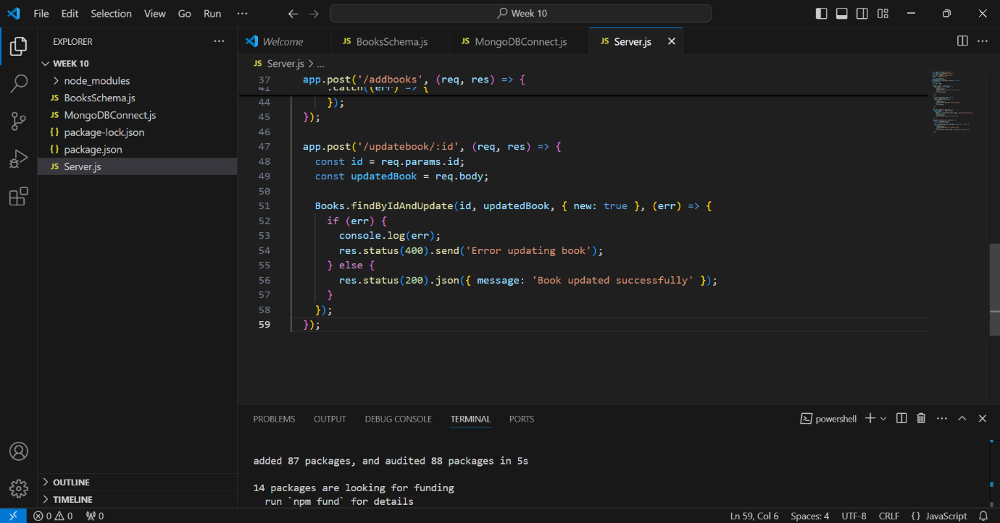 File Edit Selection View Go Run ··· Week 10
EXPLORER ···
WEEK 10
node_modules
JS BooksSchema.js
JS MongoDBConnect.js
{} package-lock.json
{} package.json
JS Server.js
OUTLINE
TIMELINE
Welcome JS BooksSchema.js JS MongoDBConnect.js JS Server.js
JS Server.js > ...
37 app.post('/addbooks', (req, res) => {
41 .catch((err) => {
44 });
45 });
46
47 app.post('/updatebook/:id', (req, res) => {
48 const id = req.params.id;
49 const updatedBook = req.body;
50
51 Books.findByIdAndUpdate(id, updatedBook, { new: true }, (err) => {
52 if (err) {
53 console.log(err);
54 res.status(400).send('Error updating book');
55 } else {
56 res.status(200).json({ message: 'Book updated successfully' });
57 }
58 });
59 });
PROBLEMS OUTPUT DEBUG CONSOLE TERMINAL PORTS powershell
added 87 packages, and audited 88 packages in 5s
14 packages are looking for funding
run `npm fund` for details
0 0 0 Ln 59, Col 6 Spaces: 4 UTF-8 CRLF {} JavaScript